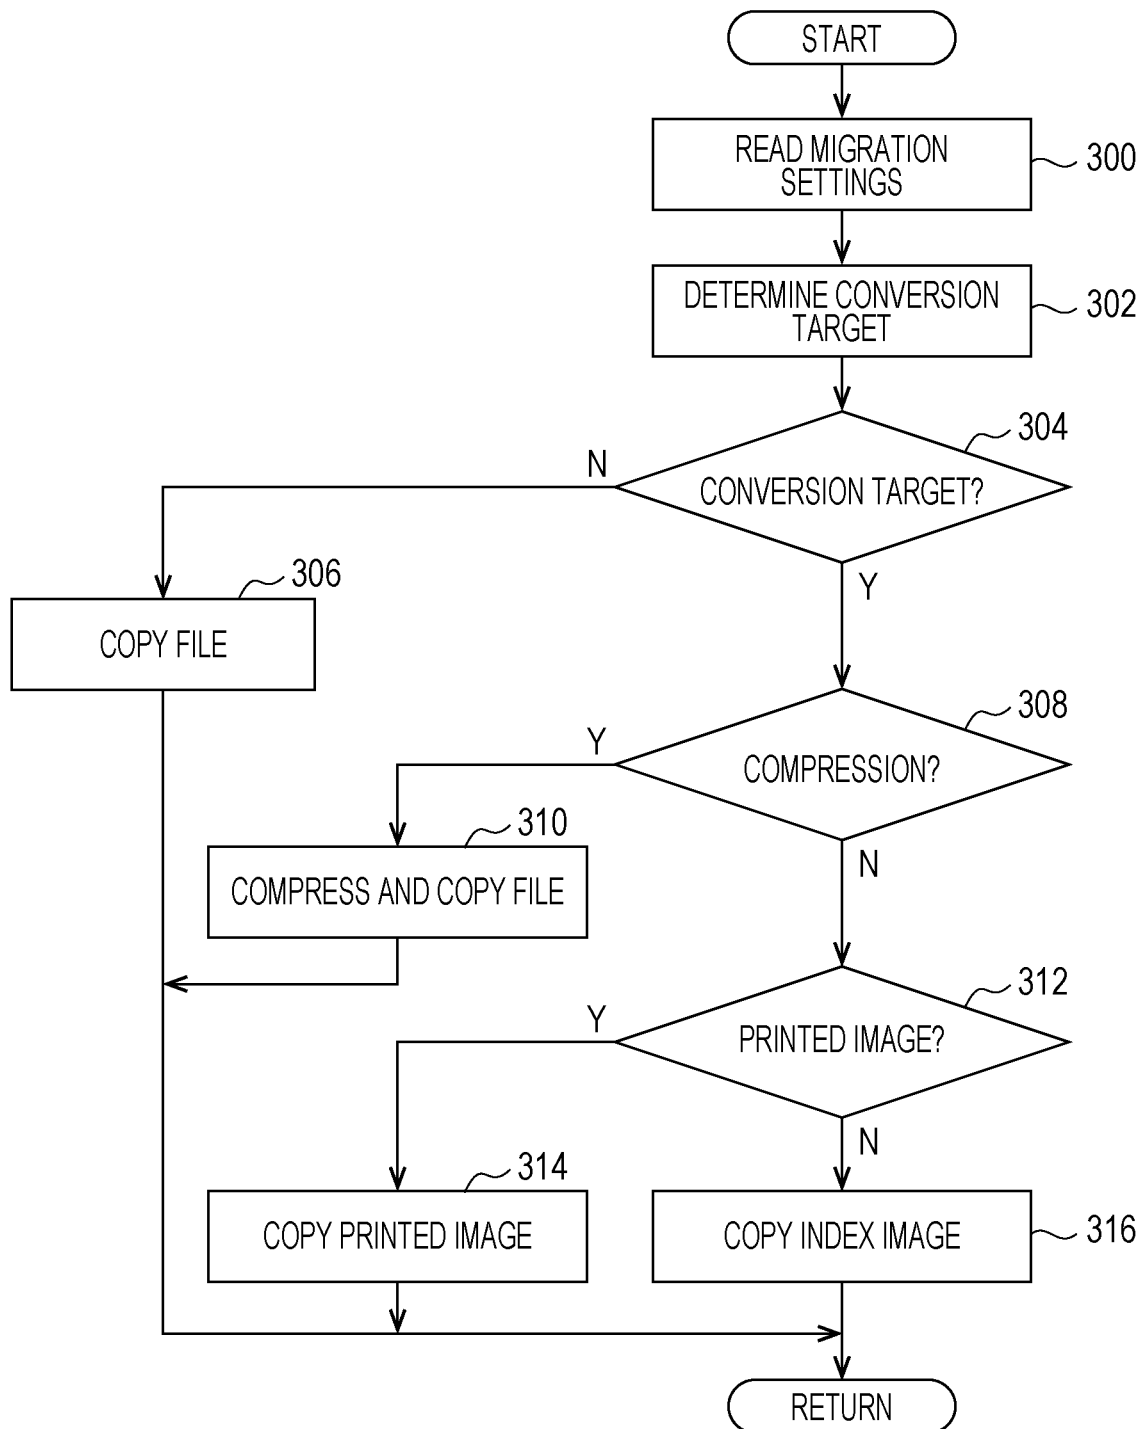 START
READ MIGRATION
SETTINGS
300
DETERMINE CONVERSION
TARGET
302
304
N
CONVERSION TARGET?
Y
306
COPY FILE
308
Y
COMPRESSION?
N
310
COMPRESS AND COPY FILE
312
Y
PRINTED IMAGE?
N
314
COPY PRINTED IMAGE
COPY INDEX IMAGE
316
RETURN